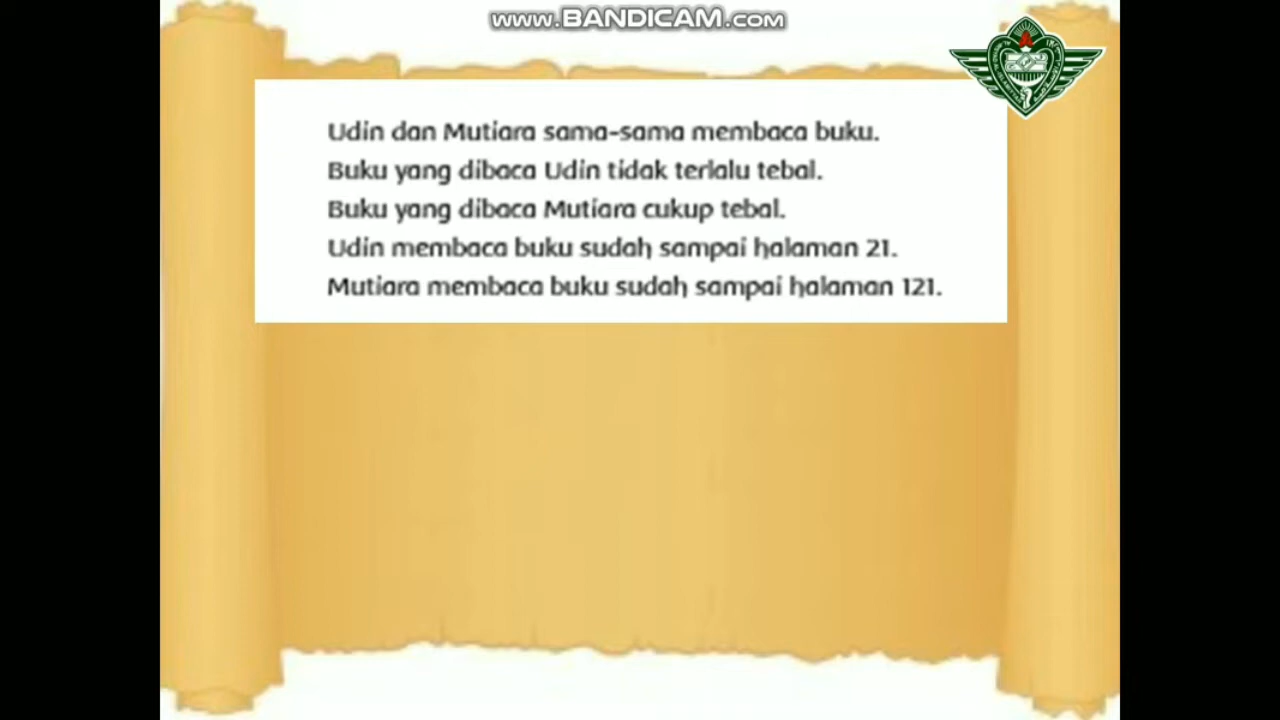 www.BANDICAM.com
Udin dan Mutiara sama-sama membaca buku.
Buku yang dibaca Udin tidak terlalu tebal.
Buku yang dibaca Mutiara cukup tebal.
Udin membaca buku sudah sampai halaman 21.
Mutiara membaca buku sudah sampai halaman 121.